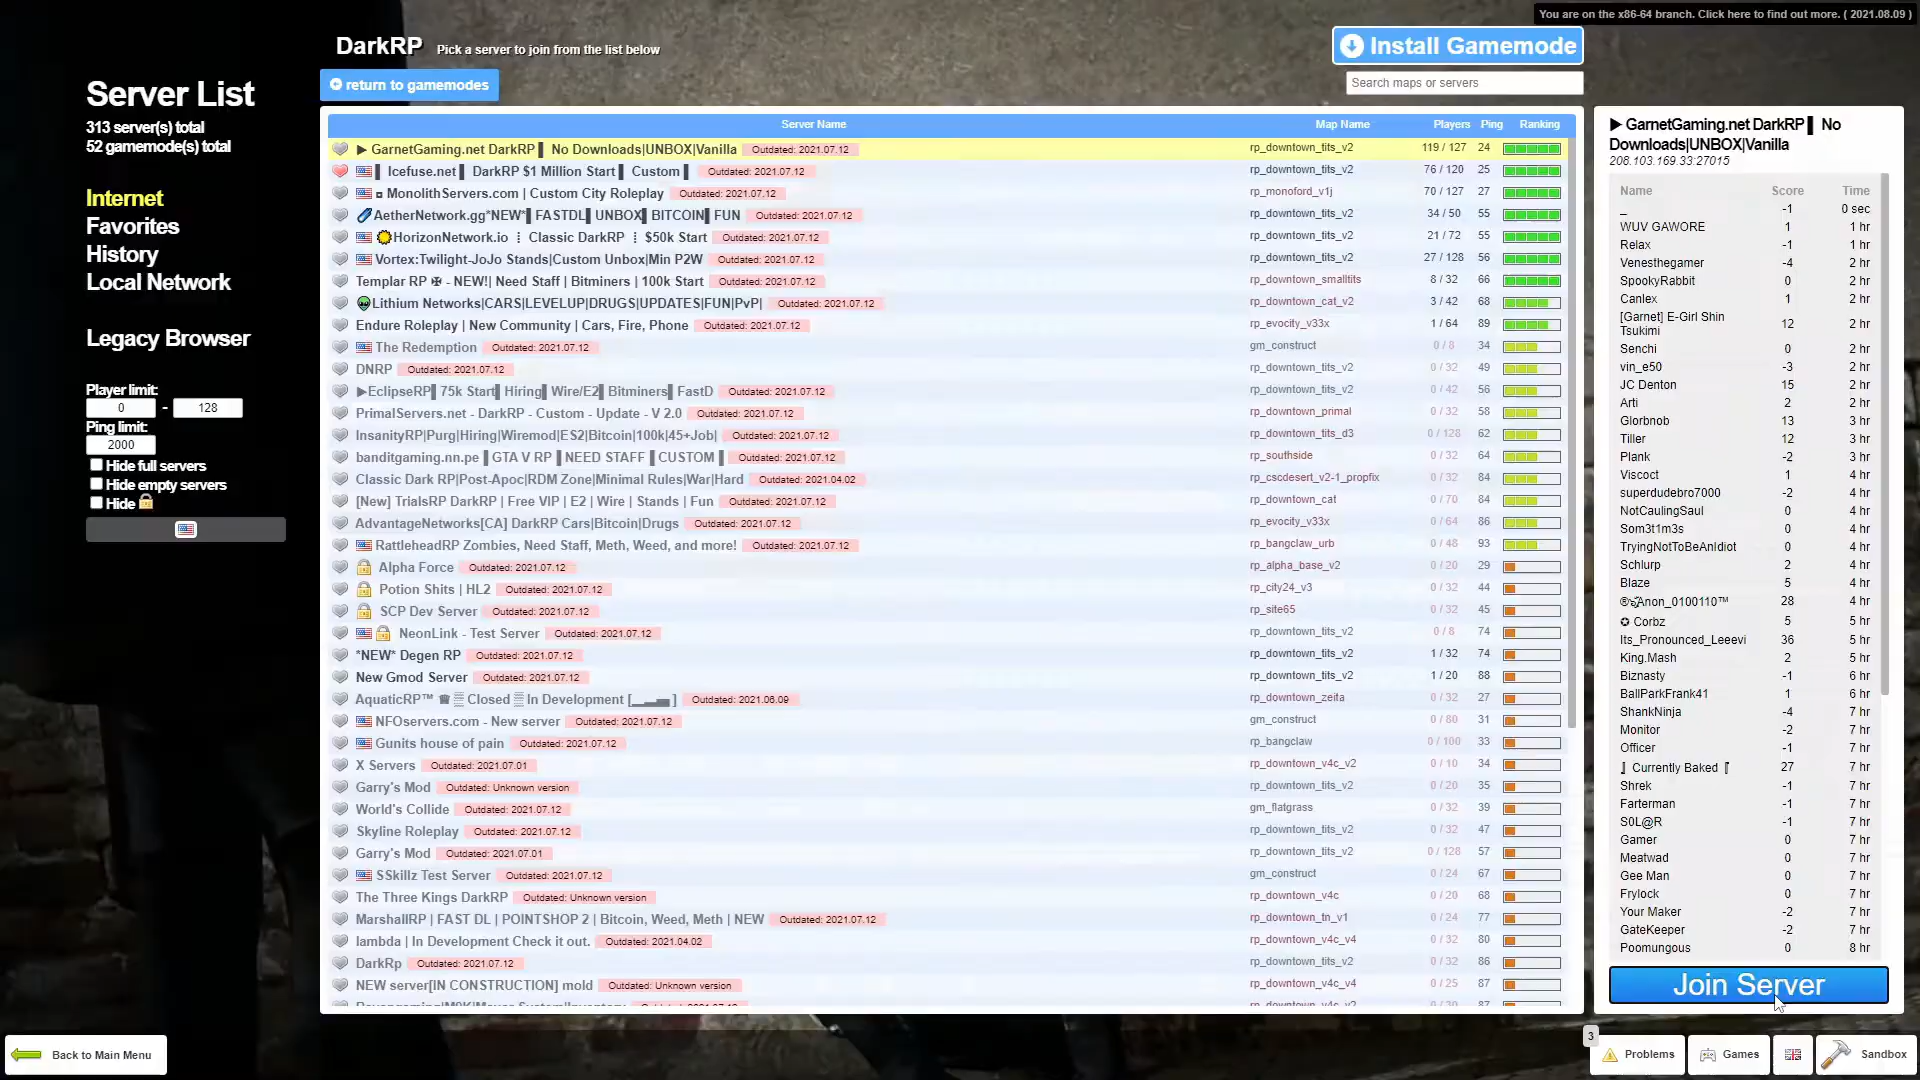 You are on the x86-64 branch. Click here to find out more. ( 2021.08.09 )
DarkRP Pick a server to join from the list below
Install Gamemode
return to gamemodes
Search maps or servers
Server List
313 server(s) total
52 gamemode(s) total
Internet
Favorites
History
Local Network
Legacy Browser
Player limit:
0 - 128
Ping limit:
2000
Hide full servers
Hide empty servers
Hide
Server Name Map Name Players Ping Ranking
▶ GarnetGaming.net DarkRP ▌ No Downloads|UNBOX|Vanilla Outdated: 2021.07.12 rp_downtown_tits_v2 119 / 127 24
▌ Icefuse.net ▌ DarkRP $1 Million Start ▌ Custom ▌ Outdated: 2021.07.12 rp_downtown_tits_v2 76 / 120 25
MonolithServers.com | Custom City Roleplay Outdated: 2021.07.12 rp_monoford_v1j 70 / 127 27
AetherNetwork.gg*NEW*▌FASTDL▌UNBOX▌BITCOIN▌FUN Outdated: 2021.07.12 rp_downtown_tits_v2 34 / 50 55
HorizonNetwork.io ⋮ Classic DarkRP ⋮ $50k Start Outdated: 2021.07.12 rp_downtown_tits_v2 21 / 72 55
Vortex:Twilight-JoJo Stands|Custom Unbox|Min P2W Outdated: 2021.07.12 rp_downtown_tits_v2 27 / 128 56
Templar RP ✠ - NEW!| Need Staff | Bitminers | 100k Start Outdated: 2021.07.12 rp_downtown_smalltits 8 / 32 66
Lithium Networks|CARS|LEVELUP|DRUGS|UPDATES|FUN|PvP| Outdated: 2021.07.12 rp_downtown_cat_v2 3 / 42 68
Endure Roleplay | New Community | Cars, Fire, Phone Outdated: 2021.07.12 rp_evocity_v33x 1 / 64 89
The Redemption Outdated: 2021.07.12 gm_construct 0 / 8 34
DNRP Outdated: 2021.07.12 rp_downtown_tits_v2 0 / 32 49
▶EclipseRP▌75k Start▌Hiring▌Wire/E2▌Bitminers▌FastD Outdated: 2021.07.12 rp_downtown_tits_v2 0 / 42 56
PrimalServers.net - DarkRP - Custom - Update - V 2.0 Outdated: 2021.07.12 rp_downtown_primal 0 / 32 58
InsanityRP|Purg|Hiring|Wiremod|ES2|Bitcoin|100k|45+Job| Outdated: 2021.07.12 rp_downtown_tits_d3 0 / 128 62
banditgaming.nn.pe ▌GTA V RP ▌NEED STAFF ▌CUSTOM ▌ Outdated: 2021.07.12 rp_southside 0 / 32 64
Classic Dark RP|Post-Apoc|RDM Zone|Minimal Rules|War|Hard Outdated: 2021.04.02 rp_cscdesert_v2-1_propfix 0 / 32 84
[New] TrialsRP DarkRP | Free VIP | E2 | Wire | Stands | Fun Outdated: 2021.07.12 rp_downtown_cat 0 / 70 84
AdvantageNetworks[CA] DarkRP Cars|Bitcoin|Drugs Outdated: 2021.07.12 rp_evocity_v33x 0 / 64 86
RattleheadRP Zombies, Need Staff, Meth, Weed, and more! Outdated: 2021.07.12 rp_bangclaw_urb 0 / 48 93
Alpha Force Outdated: 2021.07.12 rp_alpha_base_v2 0 / 20 29
Potion Shits | HL2 Outdated: 2021.07.12 rp_city24_v3 0 / 32 44
SCP Dev Server Outdated: 2021.07.12 rp_site65 0 / 32 45
NeonLink - Test Server Outdated: 2021.07.12 rp_downtown_tits_v2 0 / 8 74
*NEW* Degen RP Outdated: 2021.07.12 rp_downtown_tits_v2 1 / 32 74
New Gmod Server Outdated: 2021.07.12 rp_downtown_tits_v2 1 / 20 88
AquaticRP™ ♛ ▒ Closed ▒ In Development [▂▃▅ ] Outdated: 2021.06.09 rp_downtown_zeita 0 / 32 27
NFOservers.com - New server Outdated: 2021.07.12 gm_construct 0 / 80 31
Gunits house of pain Outdated: 2021.07.12 rp_bangclaw 0 / 100 33
X Servers Outdated: 2021.07.01 rp_downtown_v4c_v2 0 / 10 34
Garry's Mod Outdated: Unknown version rp_downtown_tits_v2 0 / 20 35
World's Collide Outdated: 2021.07.12 gm_flatgrass 0 / 32 39
Skyline Roleplay Outdated: 2021.07.12 rp_downtown_tits_v2 0 / 32 47
Garry's Mod Outdated: 2021.07.01 rp_downtown_tits_v2 0 / 128 57
SSkillz Test Server Outdated: 2021.07.12 gm_construct 0 / 24 67
The Three Kings DarkRP Outdated: Unknown version rp_downtown_v4c 0 / 20 68
MarshallRP | FAST DL | POINTSHOP 2 | Bitcoin, Weed, Meth | NEW Outdated: 2021.07.12 rp_downtown_tn_v1 0 / 24 77
lambda | In Development Check it out. Outdated: 2021.04.02 rp_downtown_v4c_v4 0 / 32 80
DarkRp Outdated: 2021.07.12 rp_downtown_tits_v2 0 / 32 86
NEW server[IN CONSTRUCTION] mold Outdated: Unknown version rp_downtown_v4c_v4 0 / 25 87
▶ GarnetGaming.net DarkRP ▌ No
Downloads|UNBOX|Vanilla
208.103.169.33:27015
Name Score Time
_ -1 0 sec
WUV GAWORE 1 1 hr
Relax -1 1 hr
Venesthegamer -4 2 hr
SpookyRabbit 0 2 hr
Canlex 1 2 hr
[Garnet] E-Girl Shin
Tsukimi 12 2 hr
Senchi 0 2 hr
vin_e50 -3 2 hr
JC Denton 15 2 hr
Arti 2 2 hr
Glorbnob 13 3 hr
Tiller 12 3 hr
Plank -2 3 hr
Viscoct 1 4 hr
superdudebro7000 -2 4 hr
NotCaulingSaul 0 4 hr
Som3t1m3s 0 4 hr
TryingNotToBeAnIdiot 0 4 hr
Schlurp 2 4 hr
Blaze 5 4 hr
Anon_0100110™ 28 4 hr
✪ Corbz 5 5 hr
Its_Pronounced_Leeevi 36 5 hr
King.Mash 2 5 hr
Biznasty -1 6 hr
BallParkFrank41 1 6 hr
ShankNinja -4 7 hr
Monitor -2 7 hr
Officer -1 7 hr
Currently Baked 27 7 hr
Shrek -1 7 hr
Farterman -1 7 hr
S0L@R -1 7 hr
Gamer 0 7 hr
Meatwad 0 7 hr
Gee Man 0 7 hr
Frylock 0 7 hr
Your Maker -2 7 hr
GateKeeper -2 7 hr
Poomungous 0 8 hr
Join Server
Back to Main Menu
3
Problems
Games
Sandbox